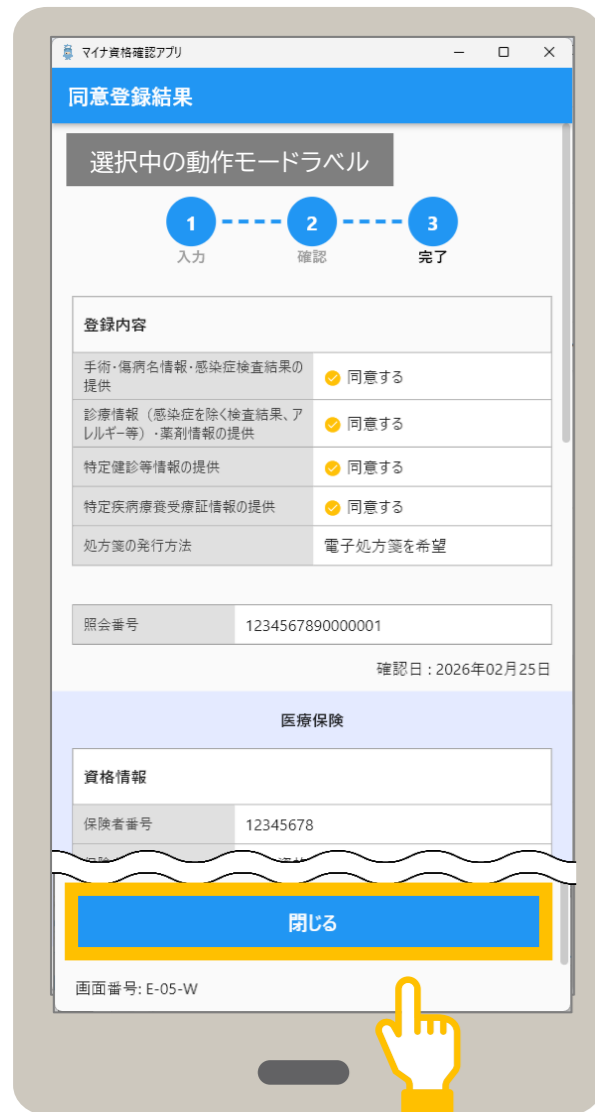 マイナ資格確認アプリ
同意登録結果
選択中の動作モードラベル
1
2
3
入力
確認
完了
登録内容
手術・傷病名情報・感染症検査結果の
提供
同意する
診療情報（感染症を除く検査結果、ア
レルギー等）・薬剤情報の提供
同意する
特定健診等情報の提供
同意する
特定疾病療養受療証情報の提供
同意する
処方箋の発行方法
電子処方箋を希望
照会番号
1234567890000001
確認日：2026年02月25日
医療保険
資格情報
保険者番号
12345678
閉じる
画面番号: E-05-W